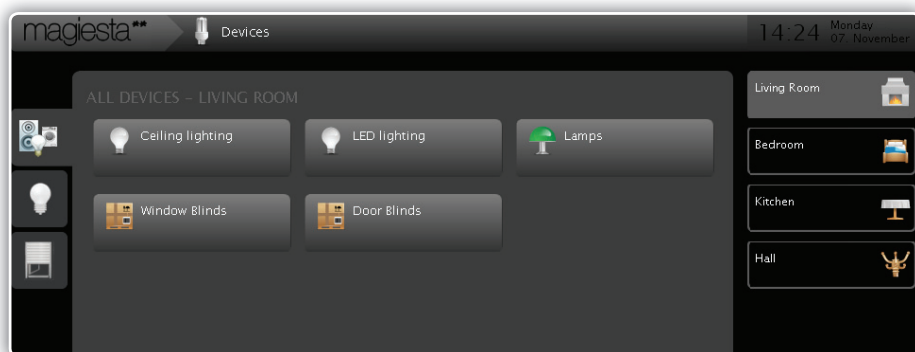 magiesta**
Devices
14:24
Monday
07. November
ALL DEVICES – LIVING ROOM
Ceiling lighting
LED lighting
Lamps
Window Blinds
Door Blinds
Living Room
Bedroom
Kitchen
Hall